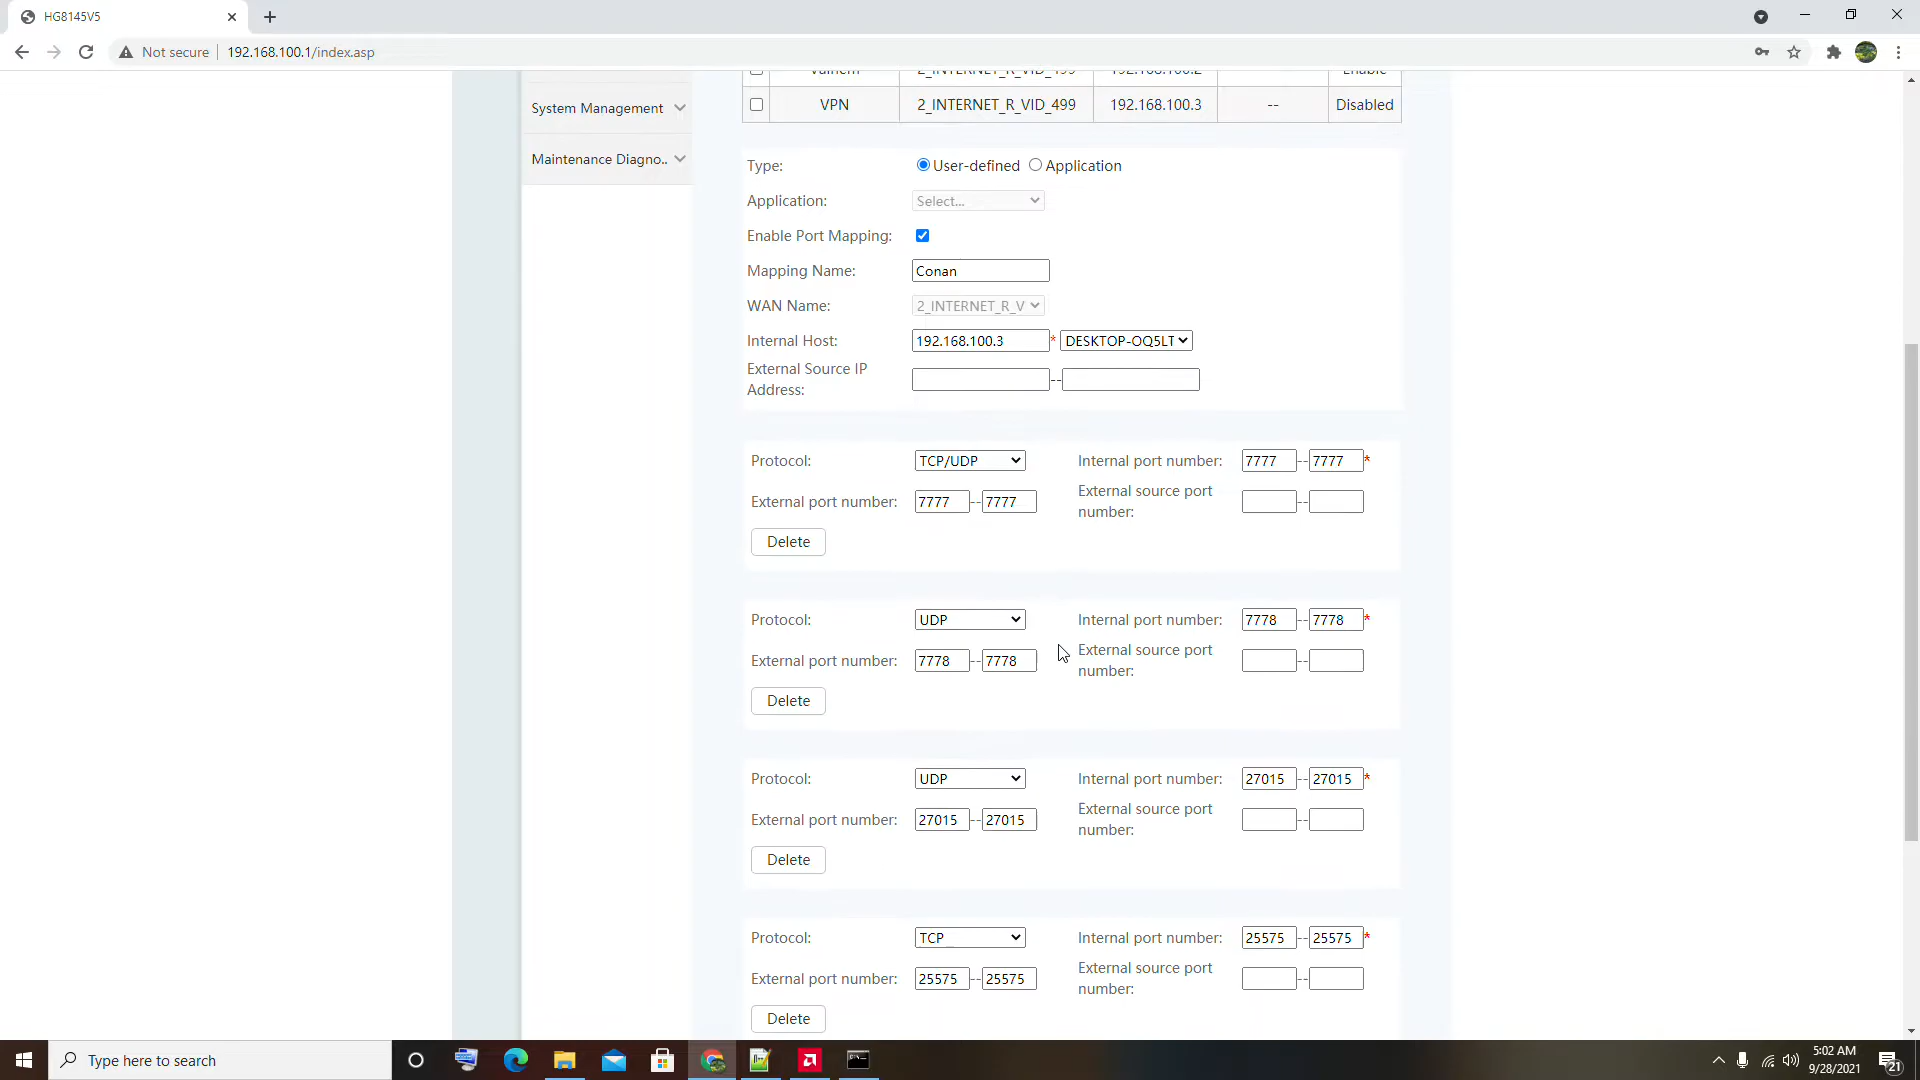 HG8145V5
Not secure 192.168.100.1/index.asp
Valheim 2_INTERNET_R_VID_499 192.168.100.2 -- Enable
System Management VPN 2_INTERNET_R_VID_499 192.168.100.3 -- Disabled
Maintenance Diagno..
Type: User-defined Application
Application: Select...
Enable Port Mapping:
Mapping Name: Conan
WAN Name: 2_INTERNET_R_V
Internal Host: 192.168.100.3 * DESKTOP-OQ5LT
External Source IP
Address: --
Protocol: TCP/UDP Internal port number: 7777 -- 7777 *
External port number: 7777 -- 7777 External source port
number: --
Delete
Protocol: UDP Internal port number: 7778 -- 7778 *
External port number: 7778 -- 7778 External source port
number: --
Delete
Protocol: UDP Internal port number: 27015 -- 27015 *
External port number: 27015 -- 27015 External source port
number: --
Delete
Protocol: TCP Internal port number: 25575 -- 25575 *
External port number: 25575 -- 25575 External source port
number: --
Delete
Type here to search
5:02 AM
9/28/2021
21